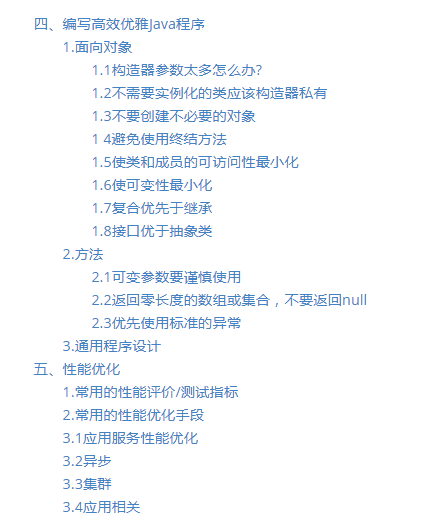 四、编写高效优雅Java程序
1.面向对象
1.1构造器参数太多怎么办?
1.2不需要实例化的类应该构造器私有
1.3不要创建不必要的对象
1 4避免使用终结方法
1.5使类和成员的可访问性最小化
1.6使可变性最小化
1.7复合优先于继承
1.8接口优于抽象类
2.方法
2.1可变参数要谨慎使用
2.2返回零长度的数组或集合，不要返回null
2.3优先使用标准的异常
3.通用程序设计
五、性能优化
1.常用的性能评价/测试指标
2.常用的性能优化手段
3.1应用服务性能优化
3.2异步
3.3集群
3.4应用相关